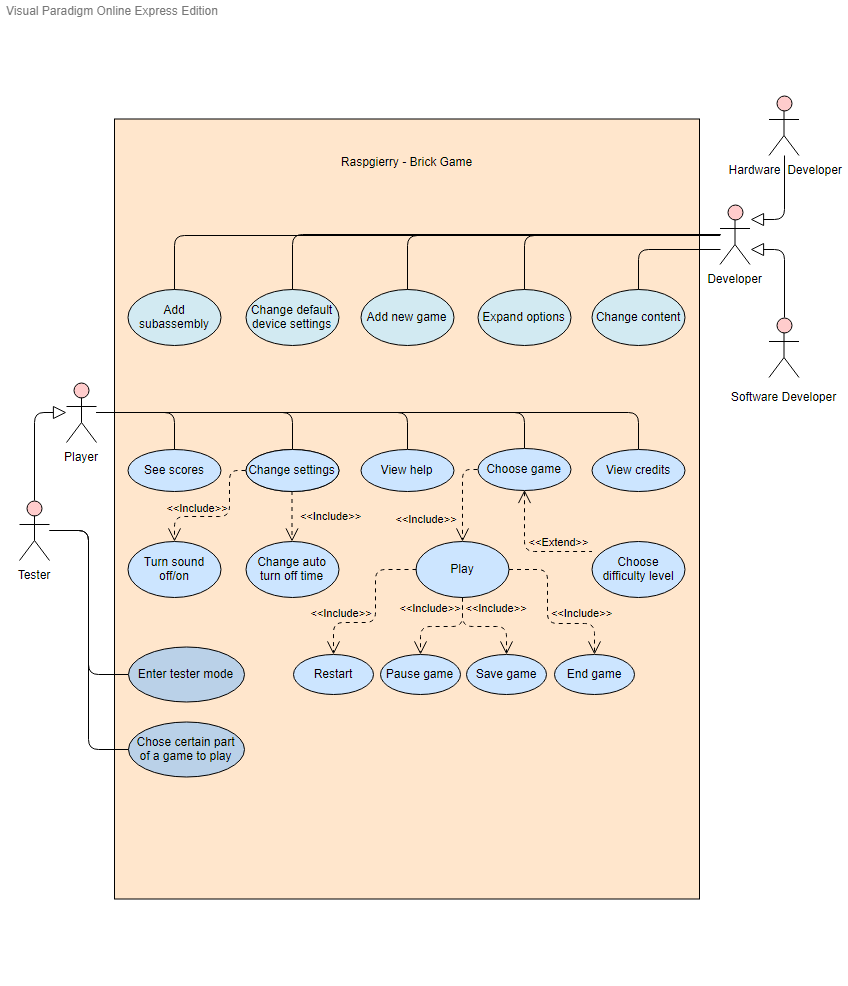 Visual Paradigm Online Express Edition
Raspgierry - Brick Game
Hardware Developer
Developer
Add
subassembly
Change default
device settings
Add new game
Expand options
Change content
Software Developer
Player
See scores
Change settings
View help
Choose game
View credits
<<Include>>
<<Include>>
<<Include>>
<<Extend>>
Tester
Turn sound
off/on
Change auto
turn off time
Play
Choose
difficulty level
<<Include>>
<<Include>>
<<Include>>
<<Include>>
Enter tester mode
Restart
Pause game
Save game
End game
Chose certain part
of a game to play